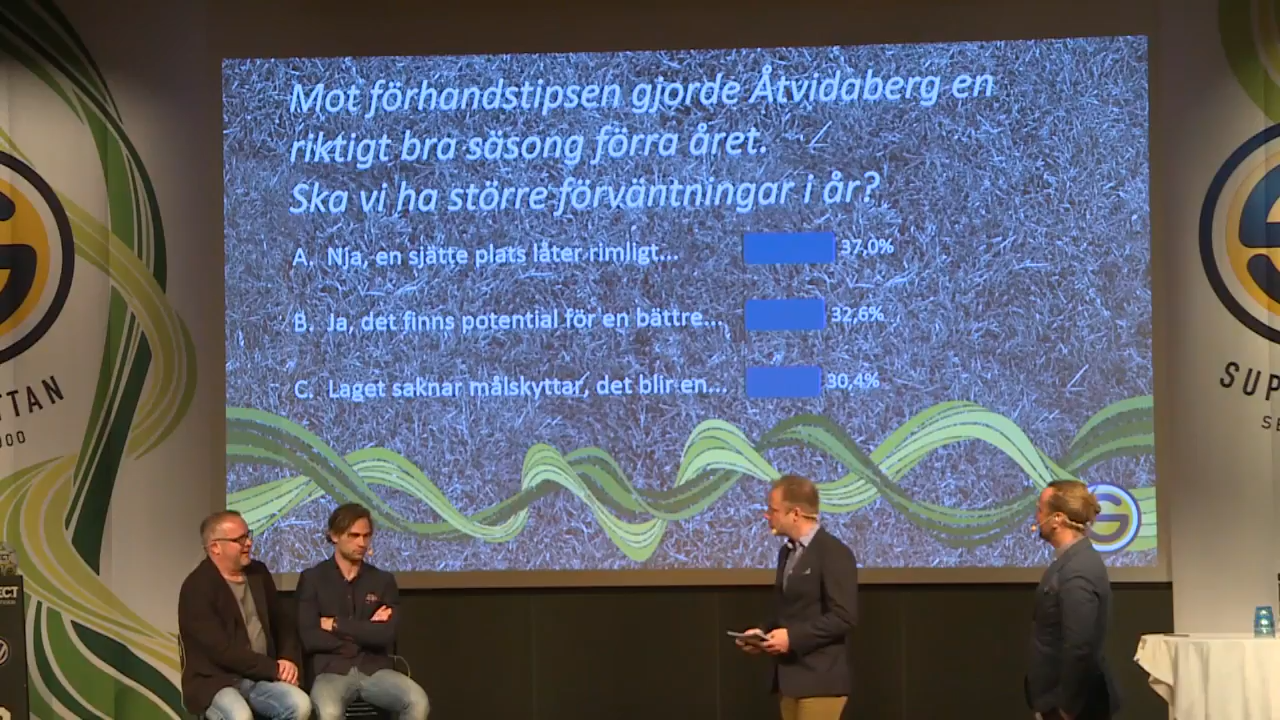 Mot förhandstipsen gjorde Åtvidaberg en
riktigt bra säsong förra året.
Ska vi ha större förväntningar i år?
A. Nja, en sjätte plats låter rimligt... 37,0%
B. Ja, det finns potential för en bättre... 32,6%
C. Laget saknar målskyttar, det blir en... 30,4%
TTAN
SUP